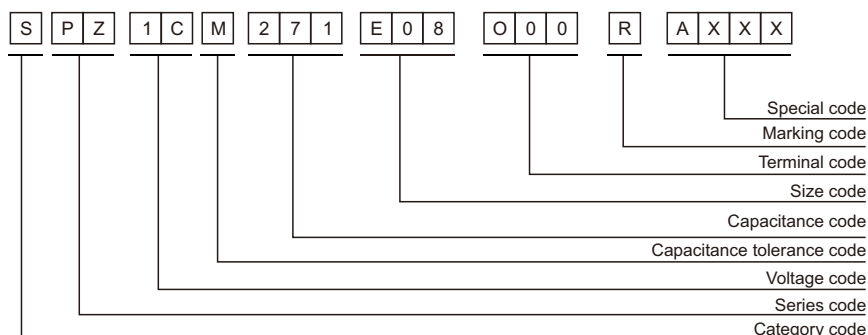 S P Z 1 C M 2 7 1 E 0 8 O 0 0 R A X X X
Special code
Marking code
Terminal code
Size code
Capacitance code
Capacitance tolerance code
Voltage code
Series code
Category code